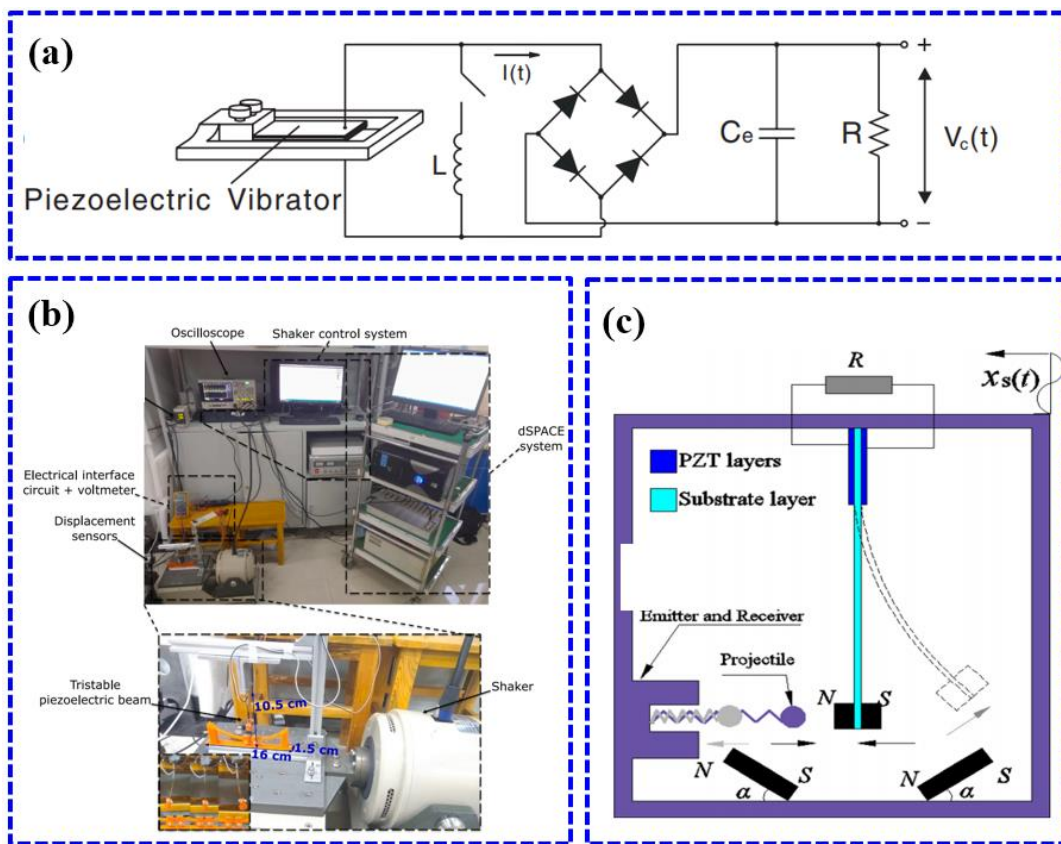 (a)
I(t)
L
Piezoelectric Vibrator
Ce
R
+
Vc(t)
−
(b)
Oscilloscope
Shaker control system
dSPACE
system
Electrical interface
circuit + voltmeter
Displacement
sensors
Tristable
piezoelectric beam
10.5 cm
16 cm
1.5 cm
Shaker
(c)
R
xs(t)
PZT layers
Substrate layer
Emitter and Receiver
Projectile
N
S
N
S
α
N
S
α